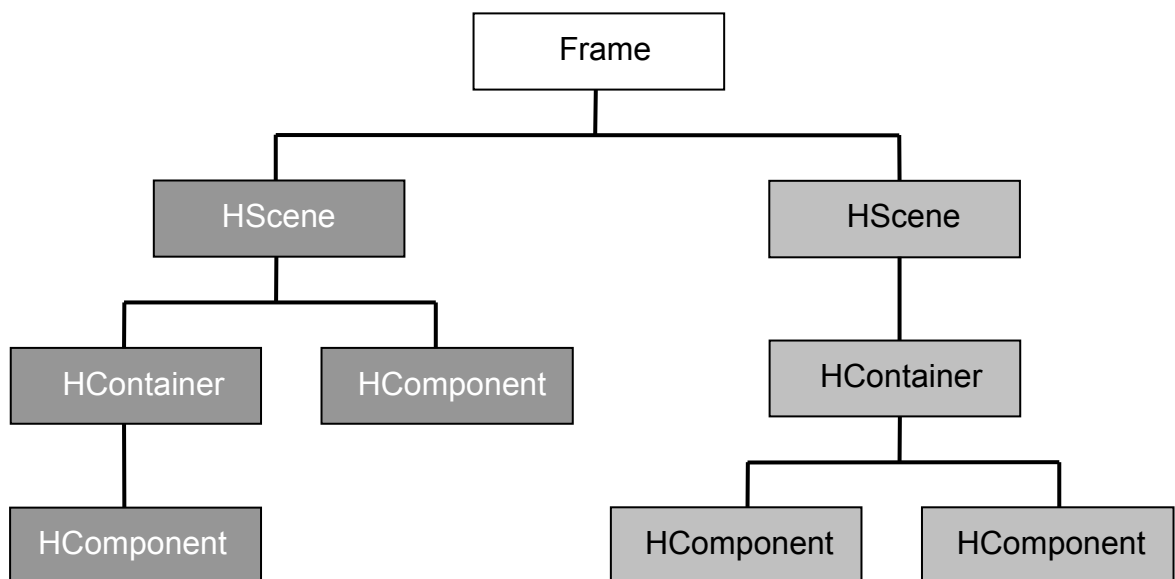 Frame
HScene
HScene
HContainer
HComponent
HContainer
HComponent
HComponent
HComponent